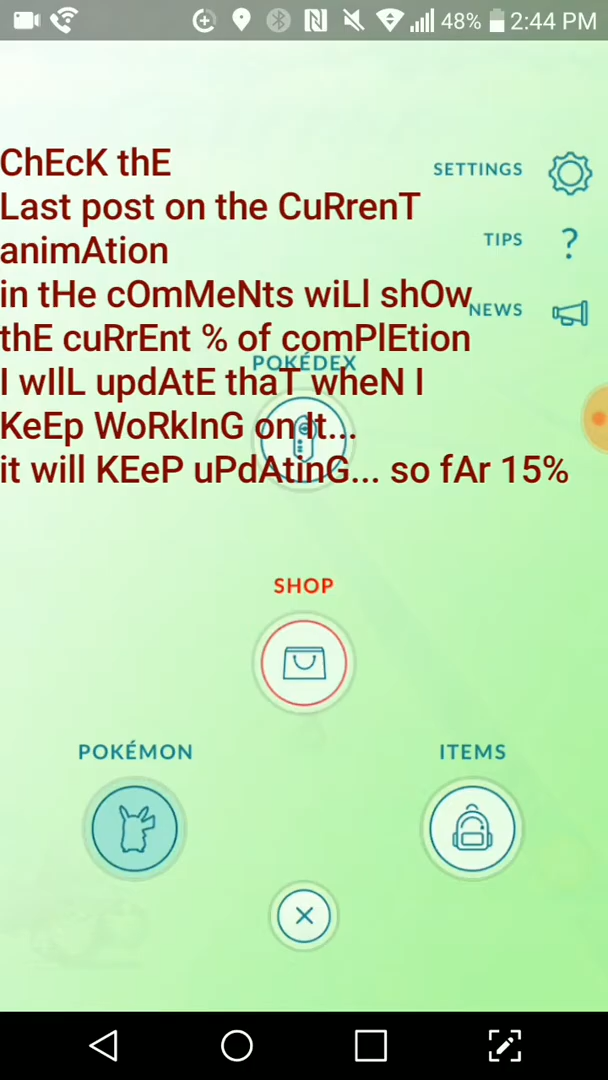 48% 2:44 PM
ChEcK thE
SETTINGS
Last post on the CuRrenT
animAtion
TIPS
in tHe cOmMeNts wiLl shOw
NEWS
thE cuRrEnt % of comPlEtion
POKÉDEX
I wIlL updAtE thaT wheN I
KeEp WoRkInG on It...
it will KEeP uPdAtinG... so fAr 15%
SHOP
POKÉMON
ITEMS